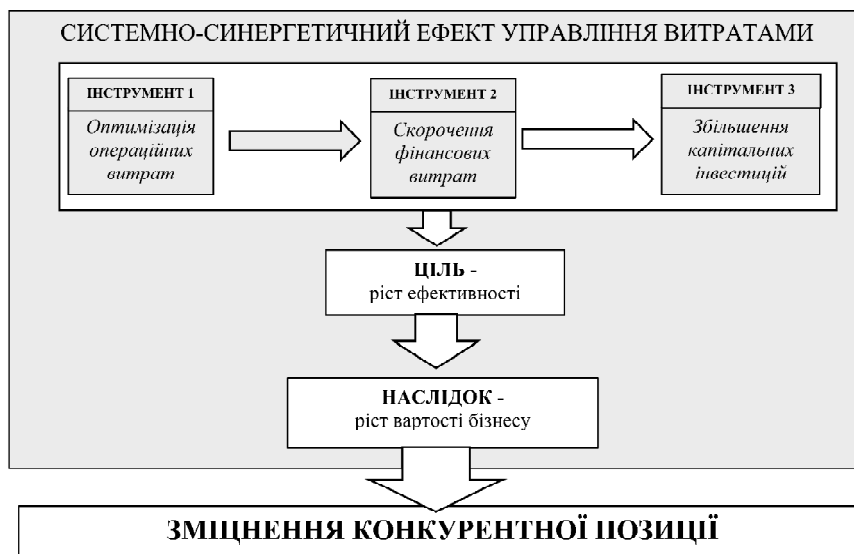 СИСТЕМНО-СИНЕРГЕТИЧНИЙ ЕФЕКТ УПРАВЛІННЯ ВИТРАТАМИ
ІНСТРУМЕНТ 1
Оптимізація
операційних
витрат
ІНСТРУМЕНТ 2
Скорочення
фінансових
витрат
ІНСТРУМЕНТ 3
Збільшення
капітальних
інвестицій
ЦІЛЬ -
ріст ефективності
НАСЛІДОК -
ріст вартості бізнесу
ЗМІЦНЕННЯ КОНКУРЕНТНОЇ ПОЗИЦІЇ